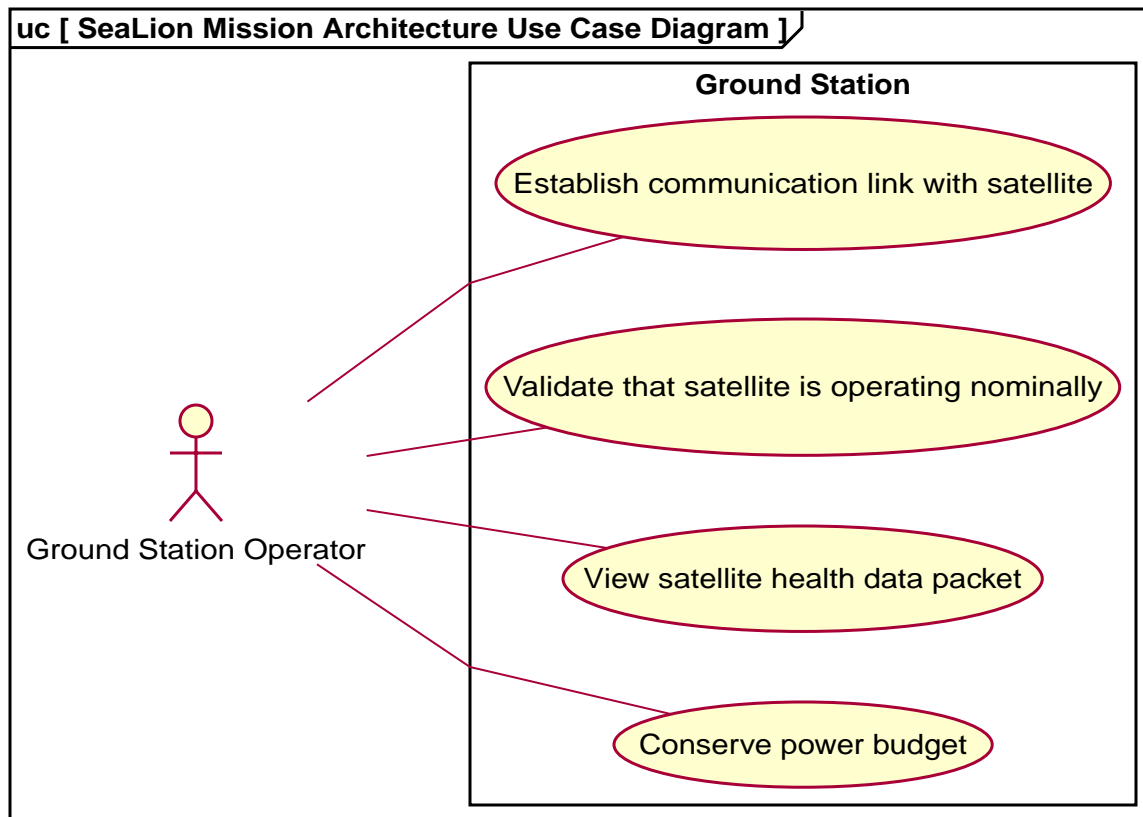 uc [ SeaLion Mission Architecture Use Case Diagram ]
Ground Station
Establish communication link with satellite
Validate that satellite is operating nominally
Ground Station Operator
View satellite health data packet
Conserve power budget